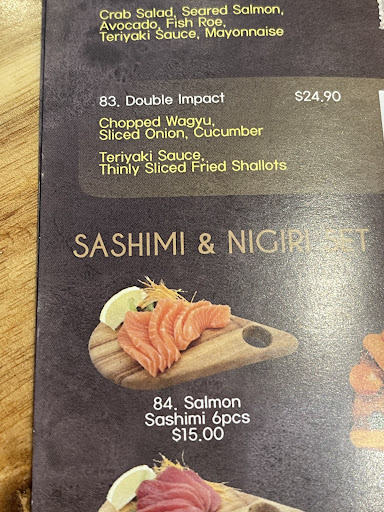 Crab Salad, Seared Salmon,
Avocado, Fish Roe,
Teriyaki Sauce, Mayonnaise
83. Double Impact $24.90
Chopped Wagyu,
Sliced Onion, Cucumber
Teriyaki Sauce,
Thinly Sliced Fried Shallots
SASHIMI & NIGIRI SET
84. Salmon
Sashimi 6pcs
$15.00